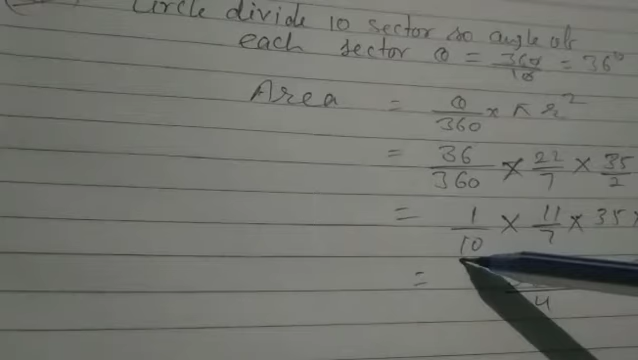 Circle divide 10 sector so angle of
each sector θ = 360/10 = 36°
Area = θ/360 × π r²
= 36/360 × 22/7 × 35/2
= 1/10 × 11/7 × 35 ×
= /4